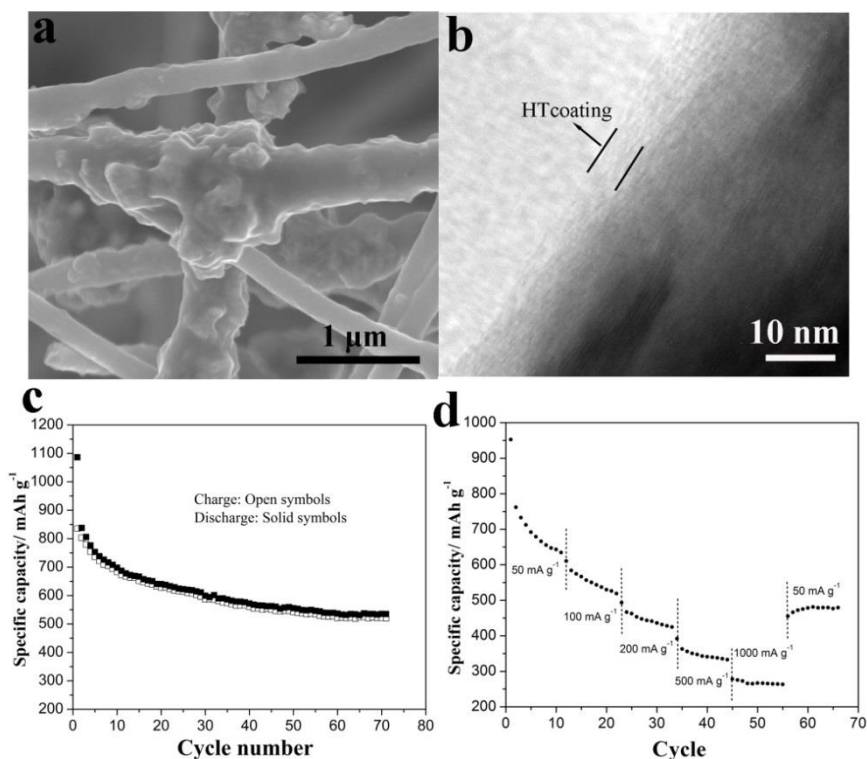 a
1 µm
b
HTcoating
10 nm
c
Specific capacity/ mAh g⁻¹
1200
1100
1000
900
800
700
600
500
400
300
200
Charge: Open symbols
Discharge: Solid symbols
0 10 20 30 40 50 60 70 80
Cycle number
d
Specific capacity/ mAh g⁻¹
1000
900
800
700
600
500
400
300
200
50 mA g⁻¹
100 mA g⁻¹
200 mA g⁻¹
500 mA g⁻¹
1000 mA g⁻¹
50 mA g⁻¹
0 10 20 30 40 50 60 70
Cycle